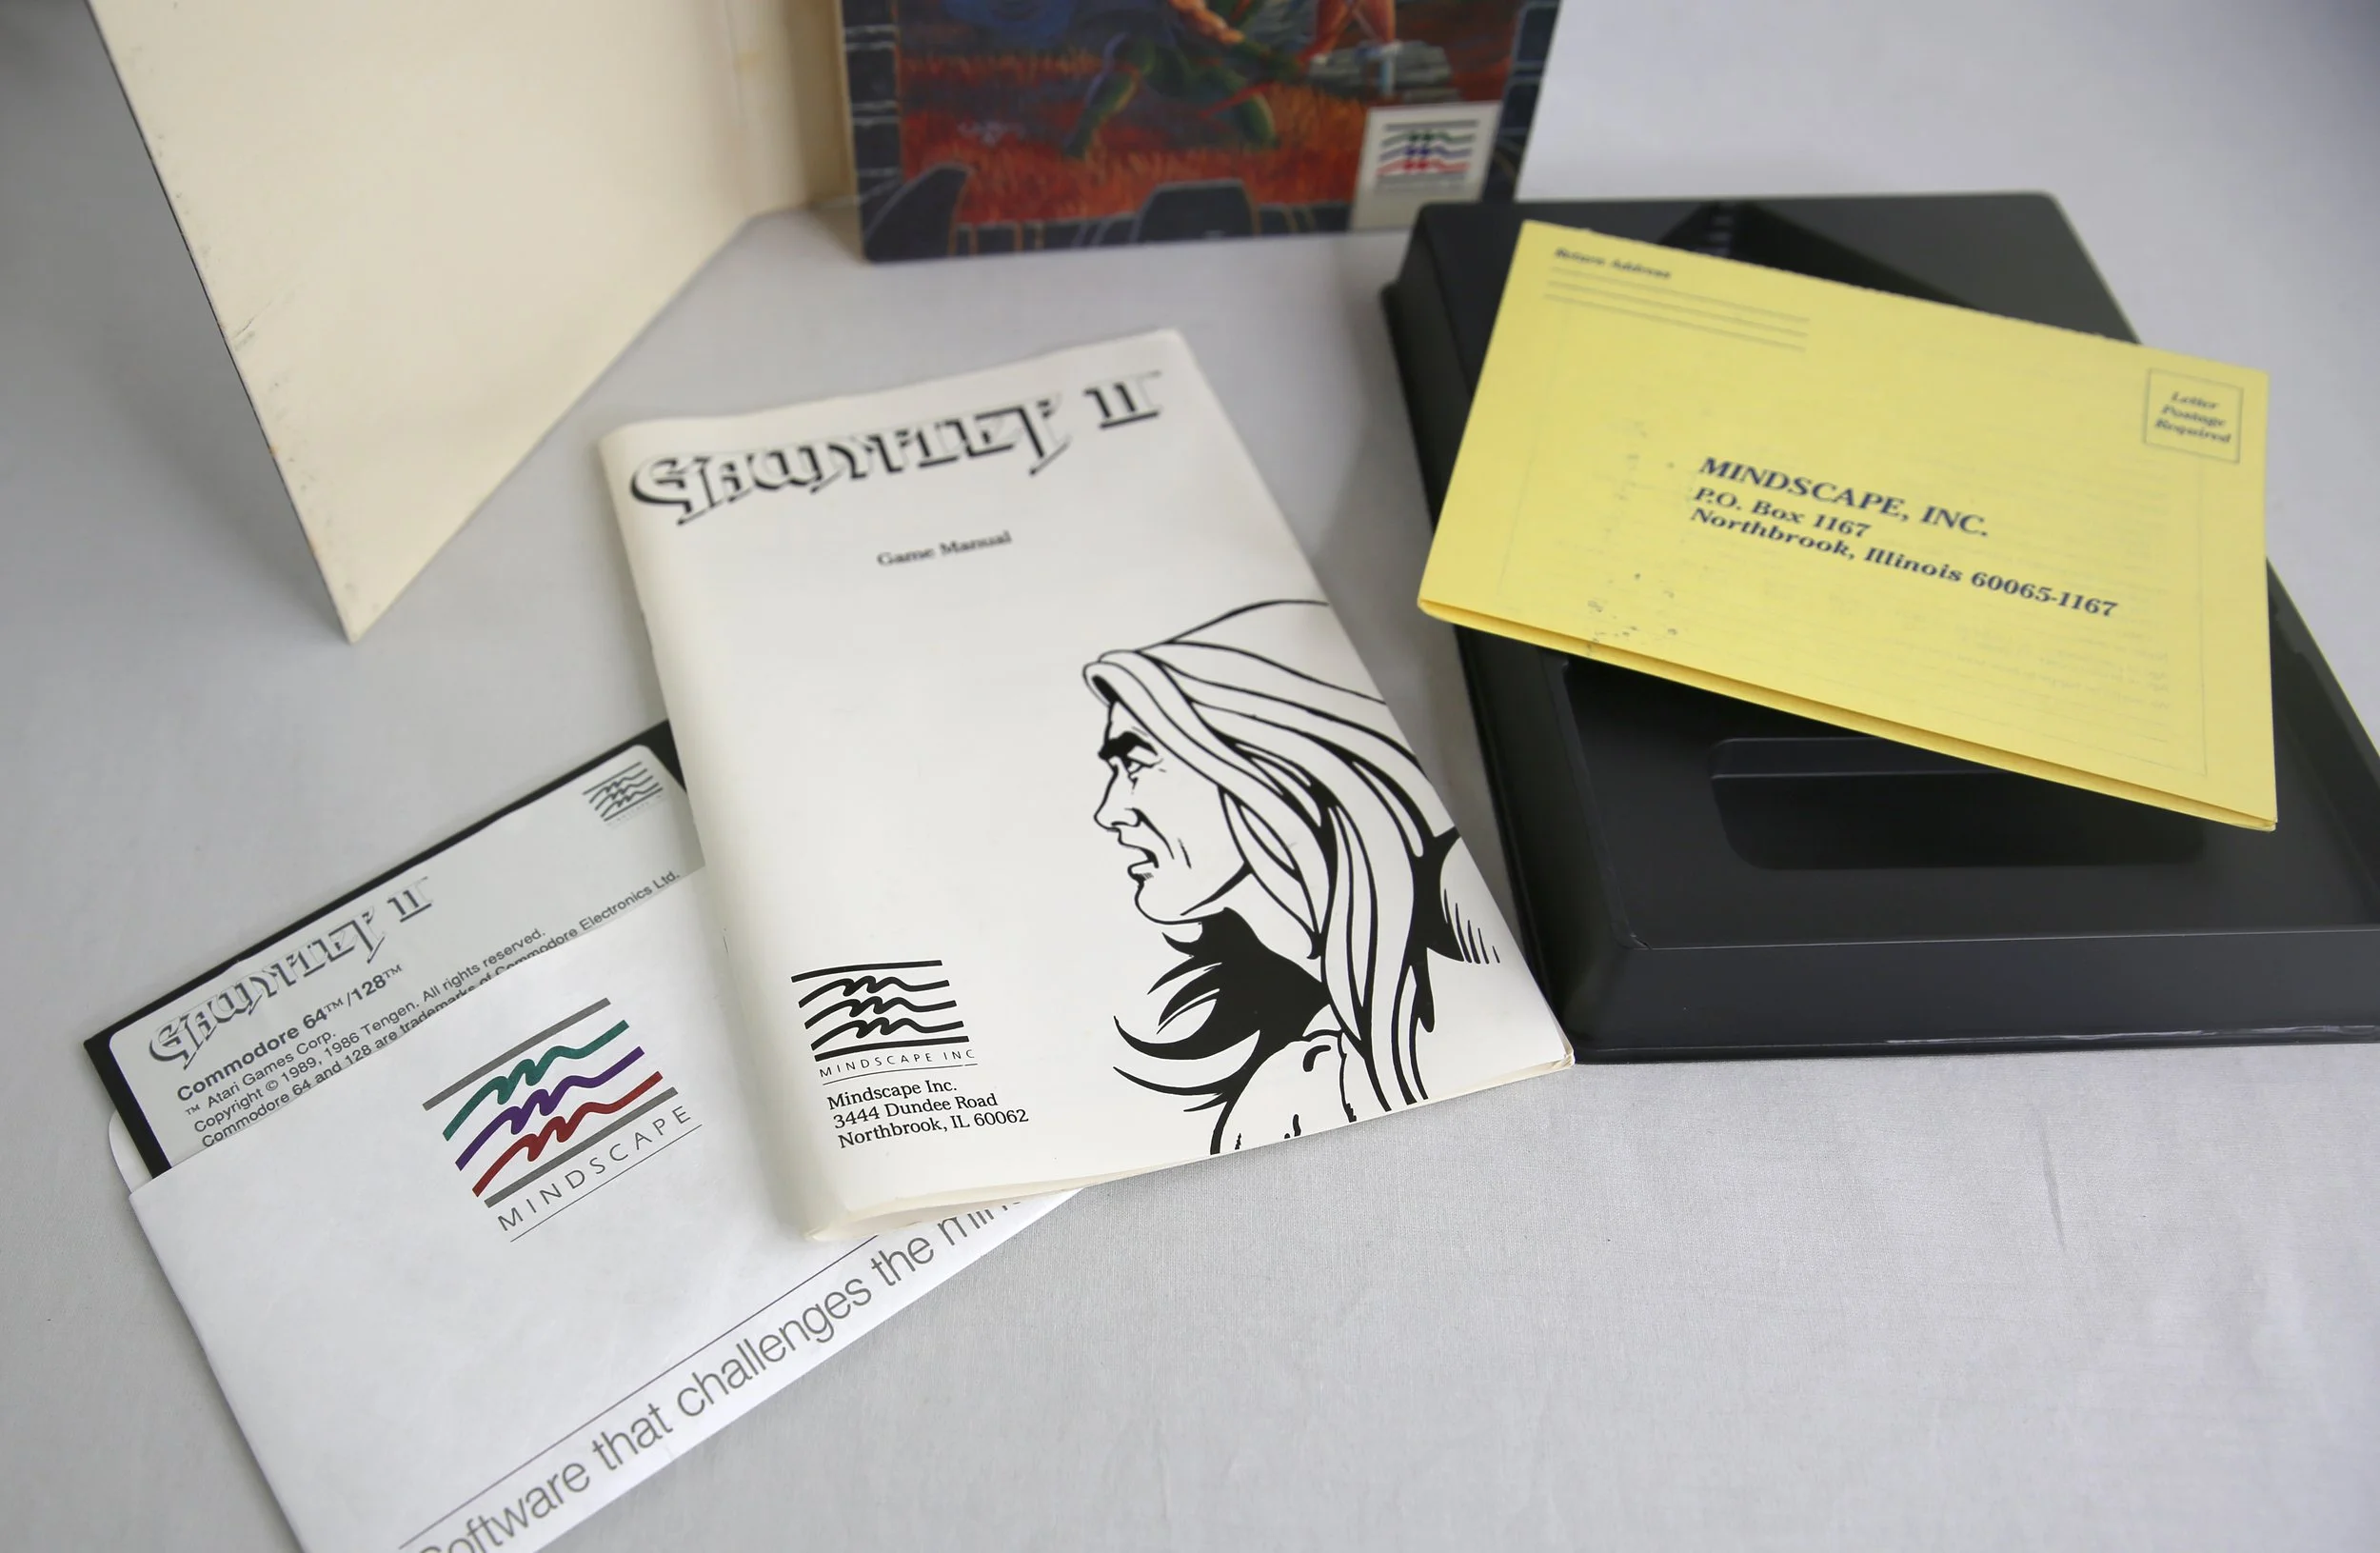 GAUNTLET II
Game Manual
MINDSCAPE INC
Mindscape Inc.
3444 Dundee Road
Northbrook, IL 60062
Return Address
Letter
Postage
Required
MINDSCAPE, INC.
P.O. Box 1167
Northbrook, Illinois 60065-1167
GAUNTLET II
Commodore 64™/128™
™ Atari Games Corp.
Copyright © 1989, 1986 Tengen. All rights reserved.
Commodore 64 and 128 are trademarks of Commodore Electronics Ltd.
MINDSCAPE
Software that challenges the